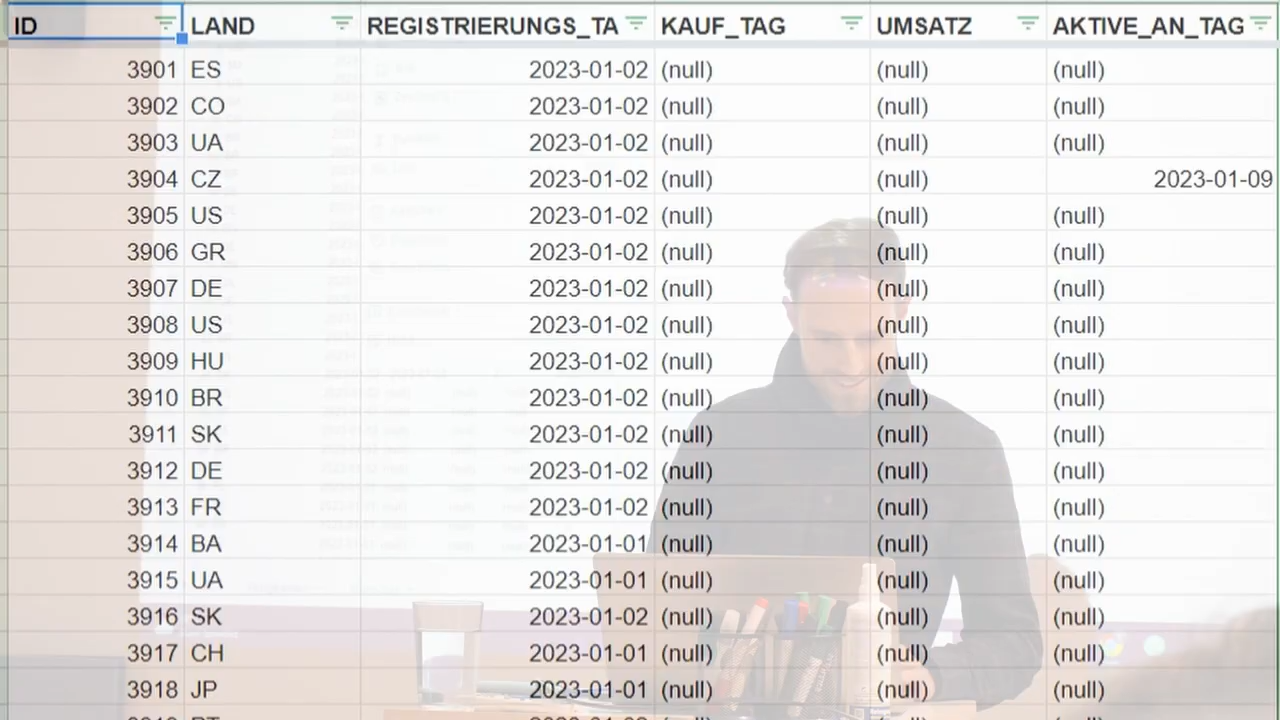 ID LAND REGISTRIERUNGS_TA KAUF_TAG UMSATZ AKTIVE_AN_TAG
3901 ES 2023-01-02 (null) (null) (null)
3902 CO 2023-01-02 (null) (null) (null)
3903 UA 2023-01-02 (null) (null) (null)
3904 CZ 2023-01-02 (null) (null) 2023-01-09
3905 US 2023-01-02 (null) (null) (null)
3906 GR 2023-01-02 (null) (null) (null)
3907 DE 2023-01-02 (null) (null) (null)
3908 US 2023-01-02 (null) (null) (null)
3909 HU 2023-01-02 (null) (null) (null)
3910 BR 2023-01-02 (null) (null) (null)
3911 SK 2023-01-02 (null) (null) (null)
3912 DE 2023-01-02 (null) (null) (null)
3913 FR 2023-01-02 (null) (null) (null)
3914 BA 2023-01-01 (null) (null) (null)
3915 UA 2023-01-01 (null) (null) (null)
3916 SK 2023-01-02 (null) (null) (null)
3917 CH 2023-01-01 (null) (null) (null)
3918 JP 2023-01-01 (null) (null) (null)